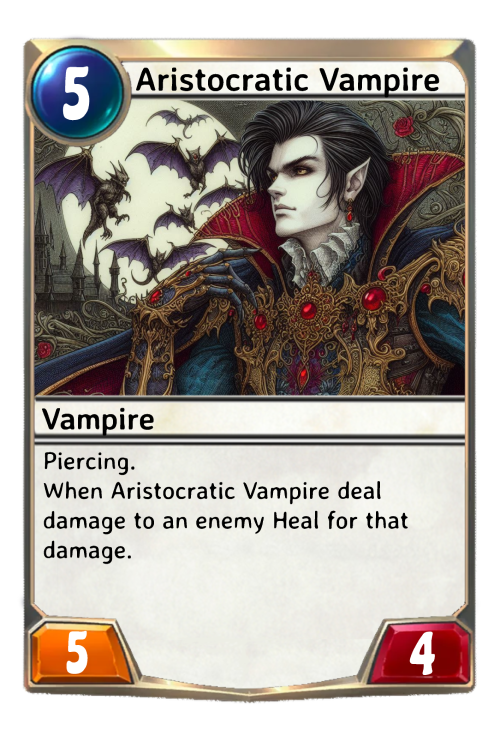 5
Aristocratic Vampire
Vampire
Piercing.
When Aristocratic Vampire deal
damage to an enemy Heal for that
damage.
5
4